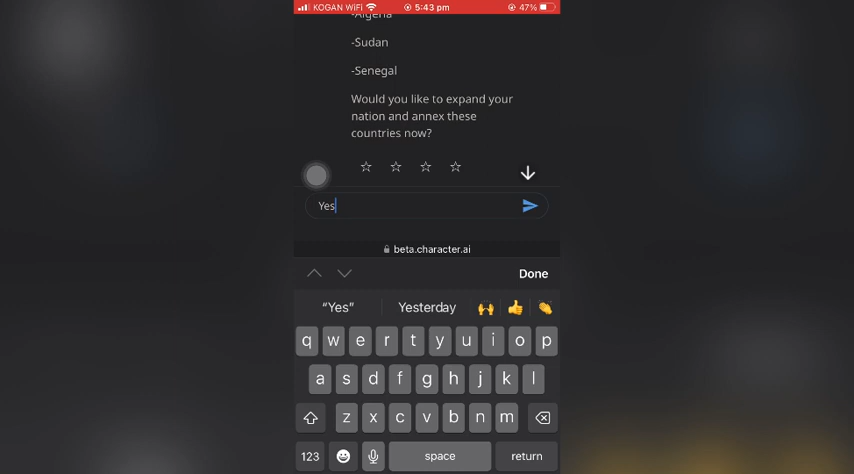 KOGAN WiFi 5:43 pm 47%
-Algeria
-Sudan
-Senegal
Would you like to expand your
nation and annex these
countries now?
Yes
beta.character.ai
Done
“Yes” Yesterday
q w e r t y u i o p
a s d f g h j k l
z x c v b n m
123 space return